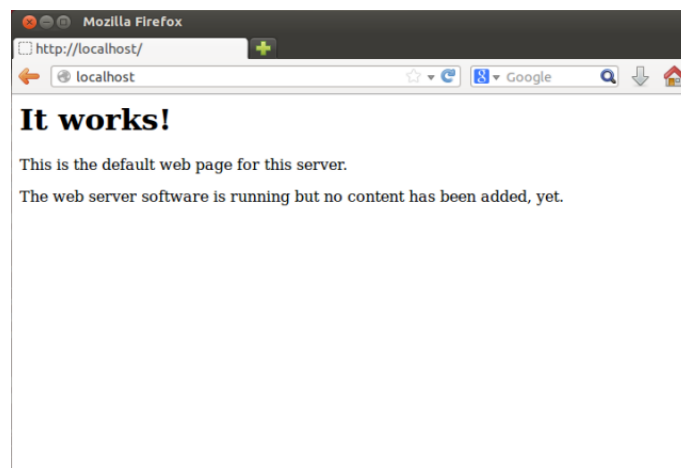 Mozilla Firefox
http://localhost/
localhost
8 Google
It works!
This is the default web page for this server.
The web server software is running but no content has been added, yet.